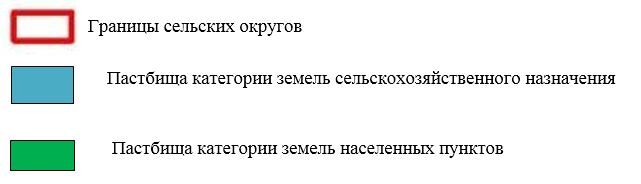 Границы сельских округов
Пастбища категории земель сельскохозяйственного назначения
Пастбища категории земель населенных пунктов